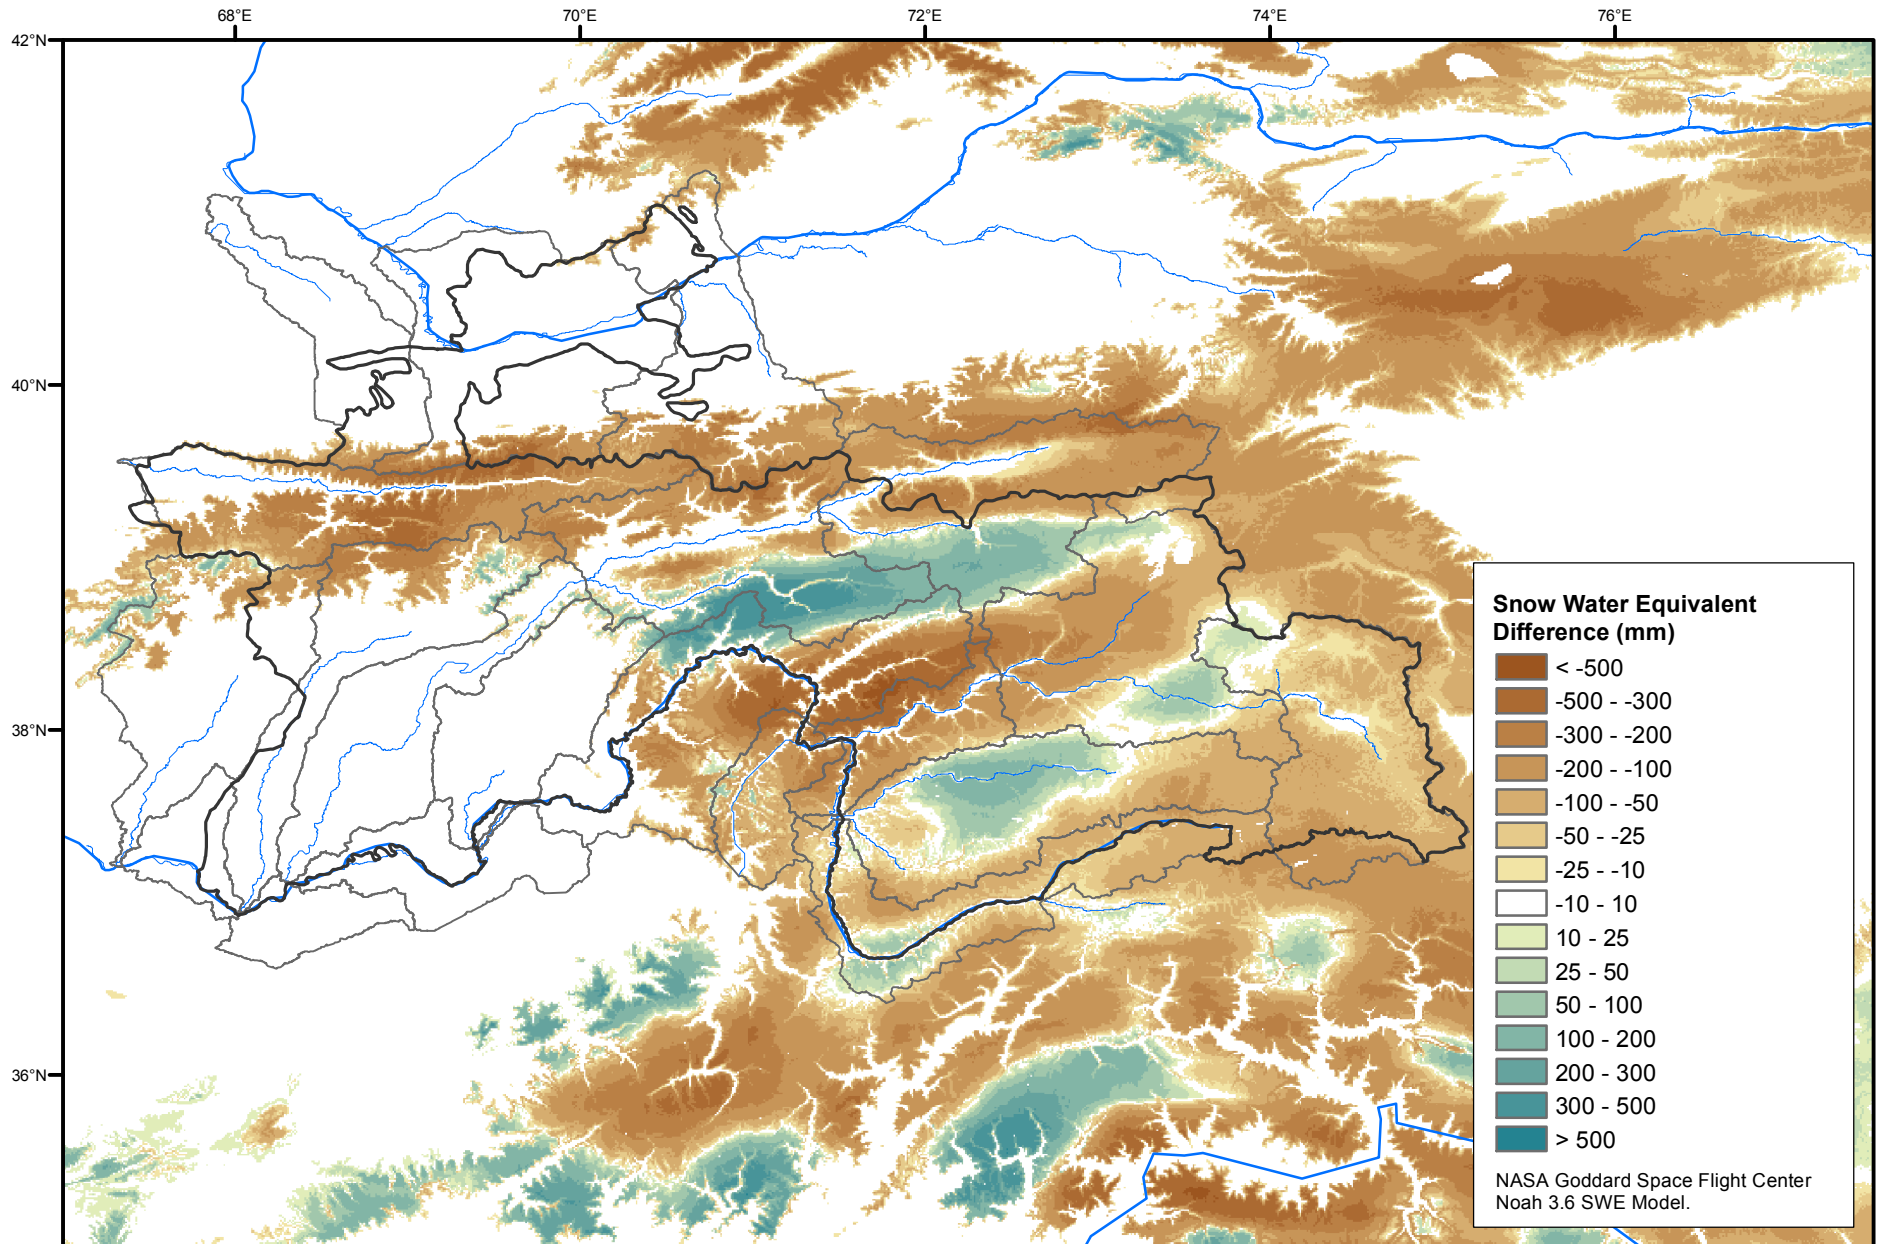 68°E
70°E
72°E
74°E
76°E
42°N
40°N
38°N
36°N
Snow Water Equivalent
Difference (mm)
< -500
-500 - -300
-300 - -200
-200 - -100
-100 - -50
-50 - -25
-25 - -10
-10 - 10
10 - 25
25 - 50
50 - 100
100 - 200
200 - 300
300 - 500
> 500
NASA Goddard Space Flight Center
Noah 3.6 SWE Model.